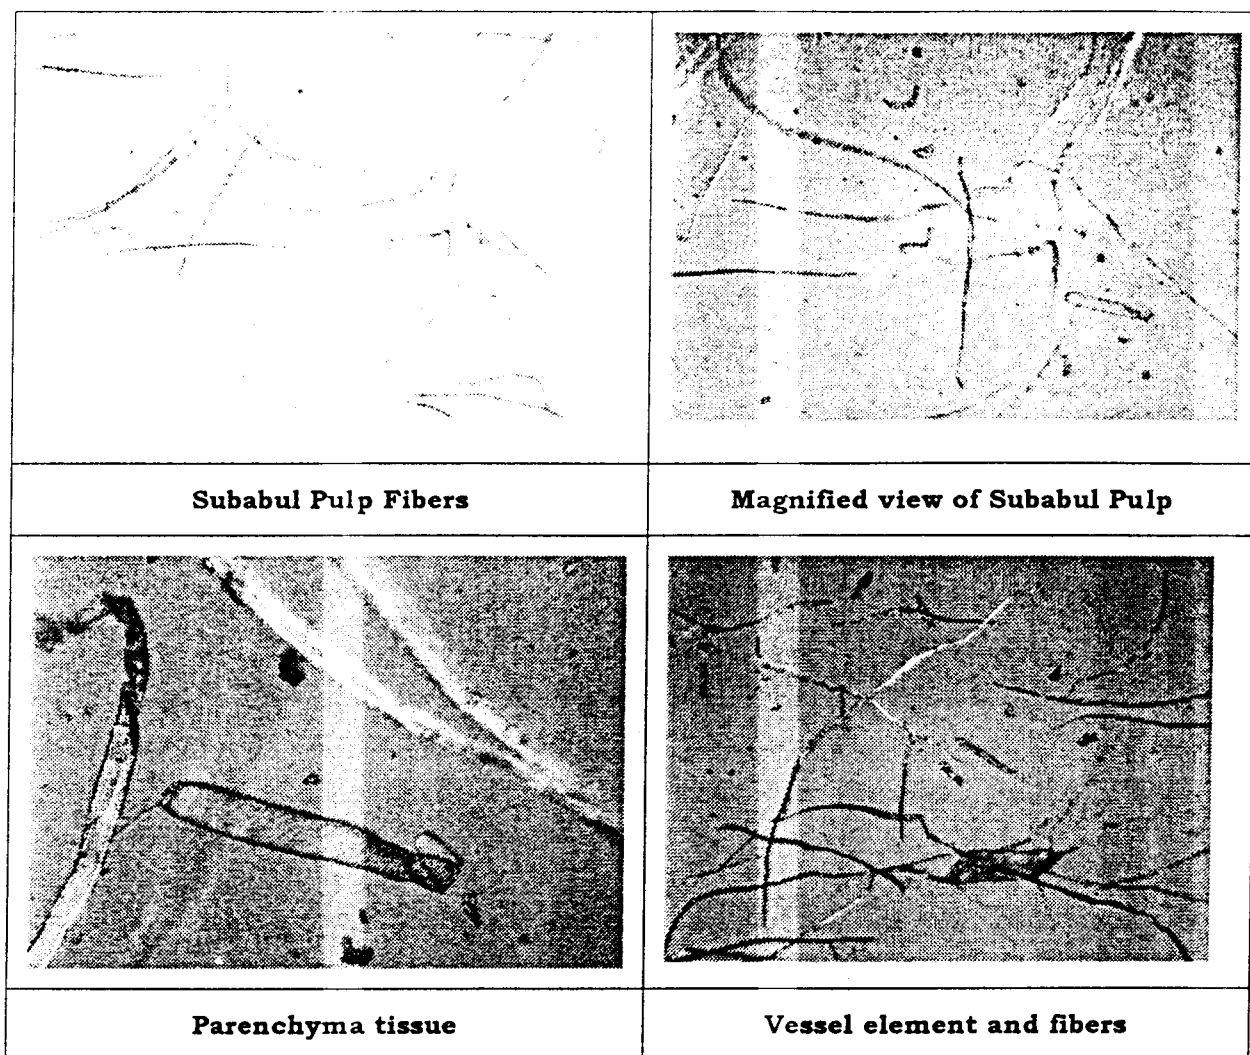 Subabul Pulp Fibers
Magnified view of Subabul Pulp
Parenchyma tissue
Vessel element and fibers